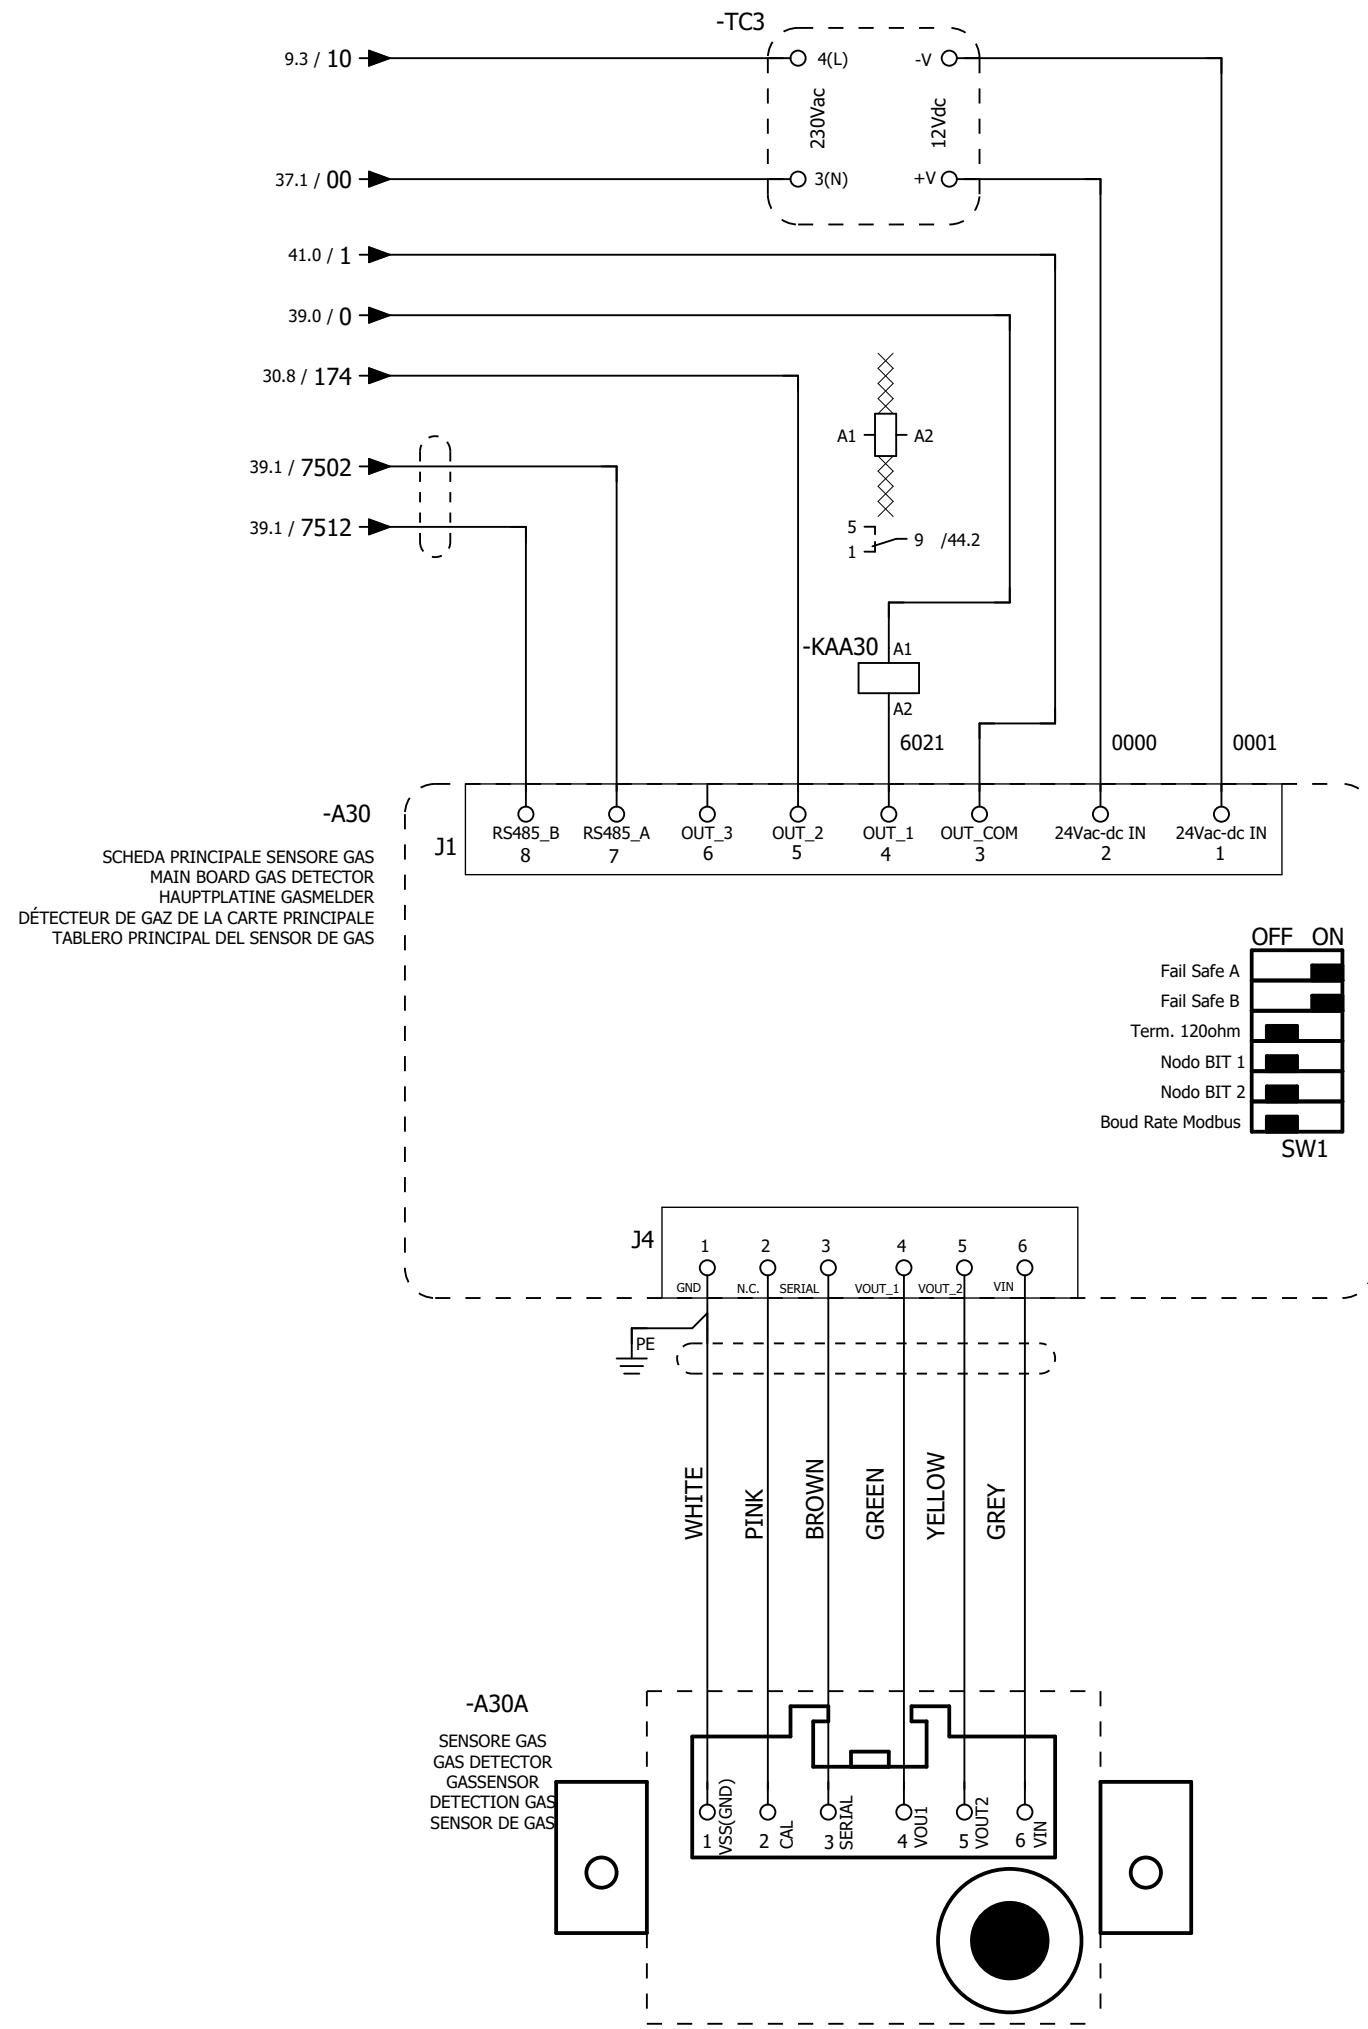 -TC3
9.3 / 10
4(L)
-V
230Vac
12Vdc
37.1 / 00
3(N)
+V
41.0 / 1
39.0 / 0
30.8 / 174
A1
A2
39.1 / 7502
39.1 / 7512
5
1
9 /44.2
-KAA30
A1
A2
6021
0000
0001
-A30
SCHEDA PRINCIPALE SENSORE GAS
MAIN BOARD GAS DETECTOR
HAUPTPLATINE GASMELDER
DÉTECTEUR DE GAZ DE LA CARTE PRINCIPALE
TABLERO PRINCIPAL DEL SENSOR DE GAS
J1
RS485_B RS485_A OUT_3 OUT_2 OUT_1 OUT_COM 24Vac-dc IN 24Vac-dc IN
8 7 6 5 4 3 2 1
OFF ON
Fail Safe A
Fail Safe B
Term. 120ohm
Nodo BIT 1
Nodo BIT 2
Boud Rate Modbus
SW1
J4
1 2 3 4 5 6
GND N.C. SERIAL VOUT_1 VOUT_2 VIN
PE
WHITE
PINK
BROWN
GREEN
YELLOW
GREY
-A30A
SENSORE GAS
GAS DETECTOR
GASSENSOR
DETECTION GAS
SENSOR DE GAS
1 VSS(GND)
2 CAL
3 SERIAL
4 VOU1
5 VOUT2
6 VIN